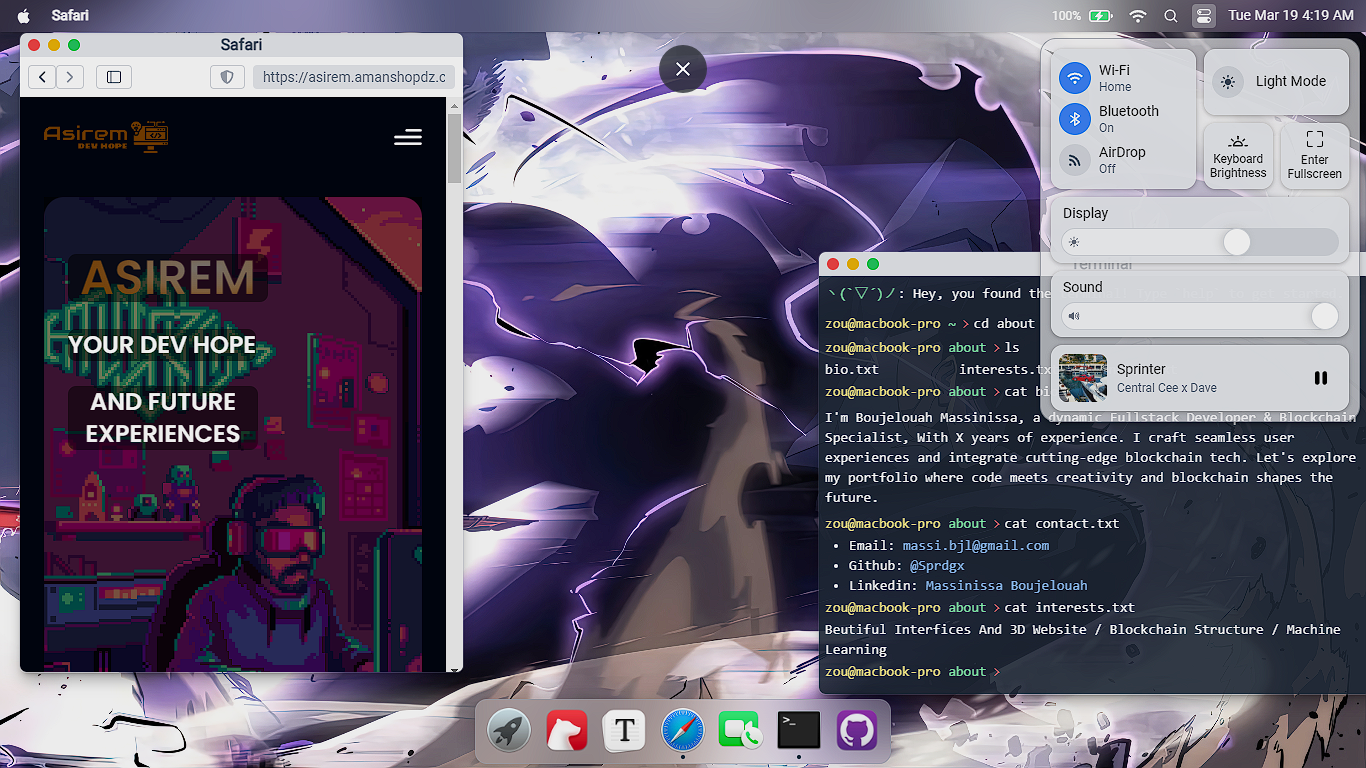 Safari
100%
Tue Mar 19 4:19 AM
Safari
https://asirem.amanshopdz.c
Asirem
DEV HOPE
ASIREM
YOUR DEV HOPE
AND FUTURE
EXPERIENCES
Wi-Fi
Home
Bluetooth
On
AirDrop
Off
Light Mode
Keyboard
Brightness
Enter
Fullscreen
Display
Sound
Sprinter
Central Cee x Dave
Terminal
ヽ(`▽´)ノ: Hey, you found the
zou@macbook-pro ~ > cd about
zou@macbook-pro about > ls
bio.txt interests.tx
zou@macbook-pro about > cat bi
I'm Boujelouah Massinissa, a dynamic Fullstack Developer & Blockchain
Specialist, With X years of experience. I craft seamless user
experiences and integrate cutting-edge blockchain tech. Let's explore
my portfolio where code meets creativity and blockchain shapes the
future.
zou@macbook-pro about > cat contact.txt
• Email: massi.bjl@gmail.com
• Github: @Sprdgx
• Linkedin: Massinissa Boujelouah
zou@macbook-pro about > cat interests.txt
Beutiful Interfices And 3D Website / Blockchain Structure / Machine
Learning
zou@macbook-pro about >
T
>_